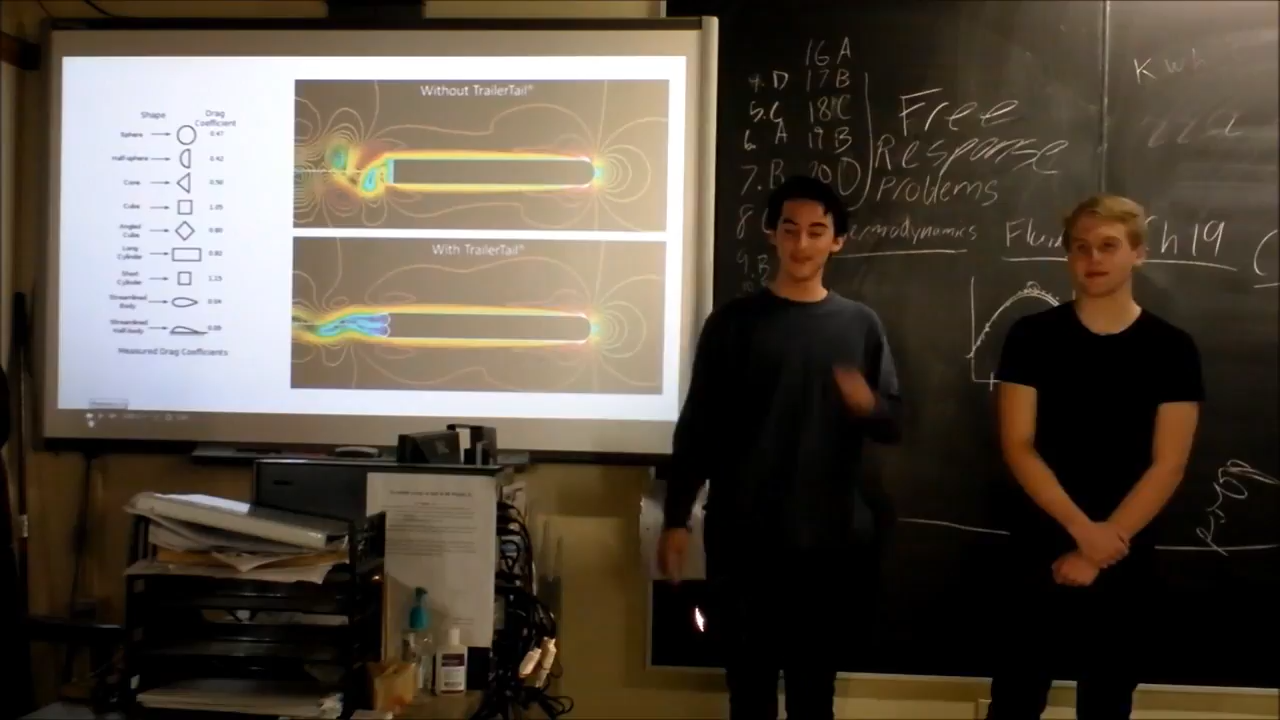 Without TrailerTail®
Shape Drag Coefficient
Sphere 0.47
Half-sphere 0.42
Cone 0.50
Cube 1.05
Angled Cube 0.80
Long Cylinder 0.82
Short Cylinder 1.15
Streamlined Body 0.04
Streamlined Half-body 0.09
Measured Drag Coefficients
With TrailerTail®
16 A
4. D 17 B
5. C 18 C
6. A 19 B
7. B 20 D
8
9. B
Free
Response
Problems
Ch 19
Kwh